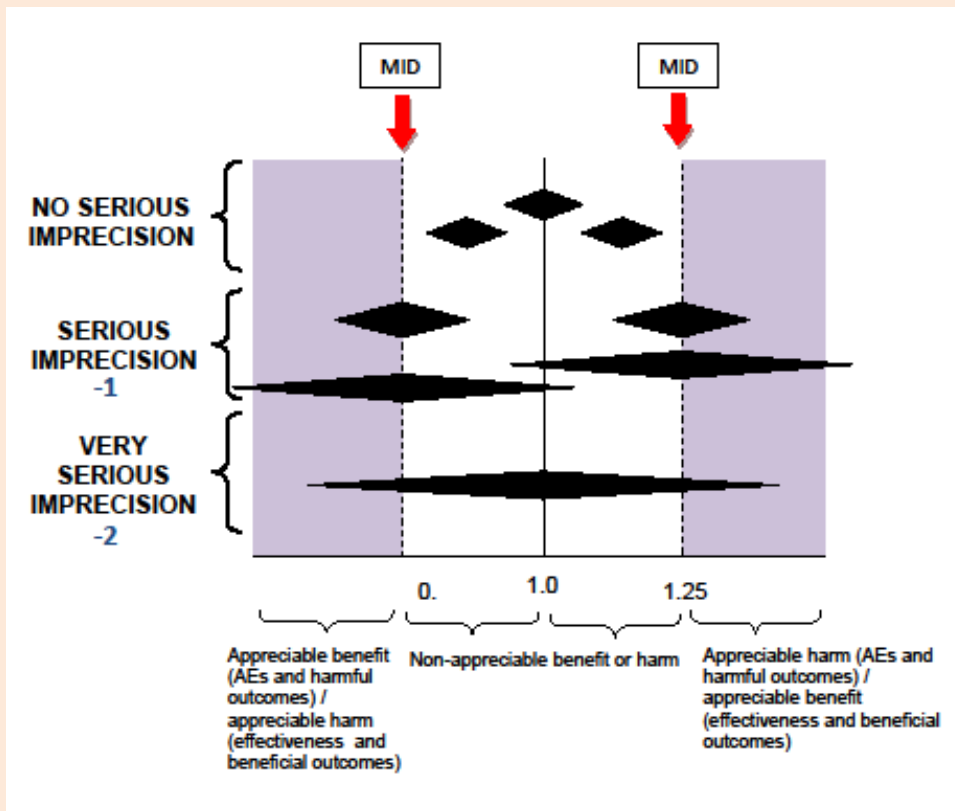 MID
MID
NO SERIOUS
IMPRECISION
SERIOUS
IMPRECISION
-1
VERY
SERIOUS
IMPRECISION
-2
0.
1.0
1.25
Appreciable benefit
(AEs and harmful
outcomes) /
appreciable harm
(effectiveness and
beneficial outcomes)
Non-appreciable benefit or harm
Appreciable harm (AEs and
harmful outcomes) /
appreciable benefit
(effectiveness and beneficial
outcomes)